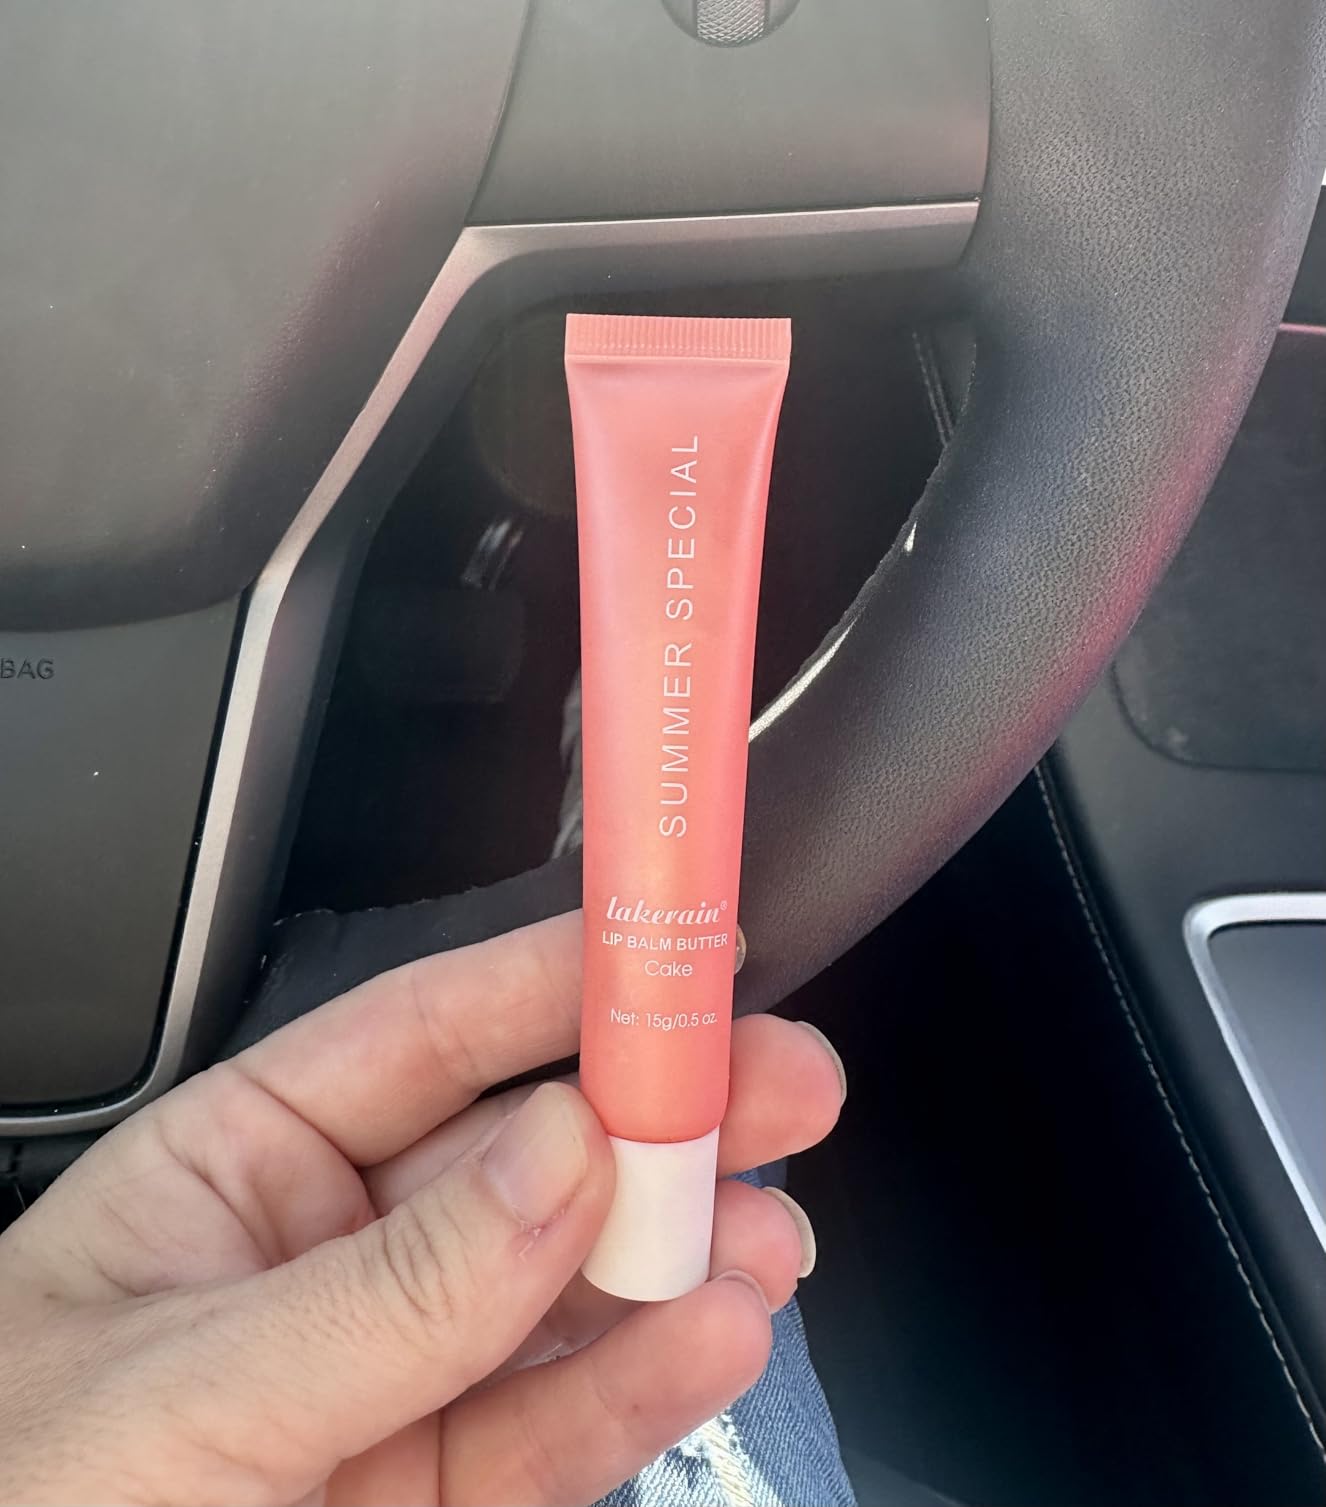 BAG
SUMMER SPECIAL
lakerain®
LIP BALM BUTTER
Cake
Net: 15g/0.5 oz.